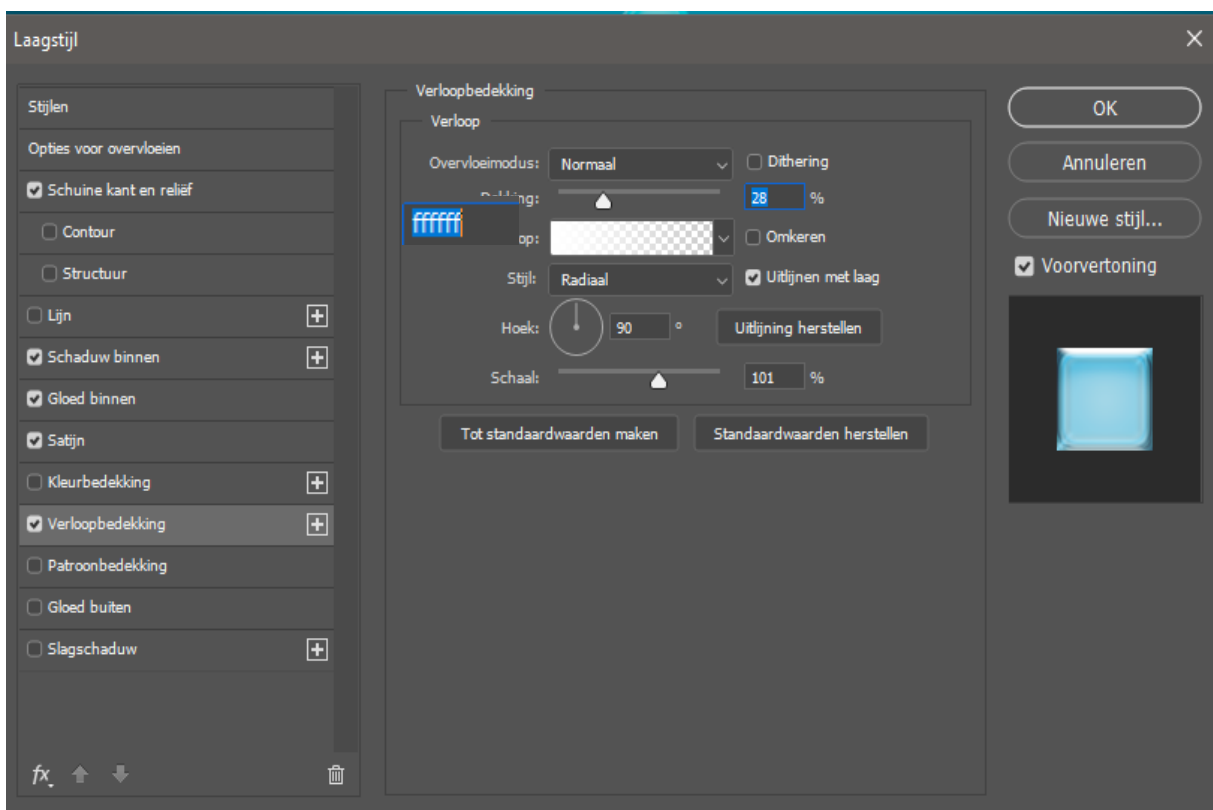 Laagstijl
Stijlen
Opties voor overvloeien
Schuine kant en reliëf
Contour
Structuur
Lijn
Schaduw binnen
Gloed binnen
Satijn
Kleurbedekking
Verloopbedekking
Patroonbedekking
Gloed buiten
Slagschaduw
fx
Verloopbedekking
Verloop
Overvloeimodus: Normaal Dithering
28 %
ffffff
op: Omkeren
Stijl: Radiaal Uitlijnen met laag
Hoek: 90 ° Uitlijning herstellen
Schaal: 101 %
Tot standaardwaarden maken Standaardwaarden herstellen
OK
Annuleren
Nieuwe stijl...
Voorvertoning